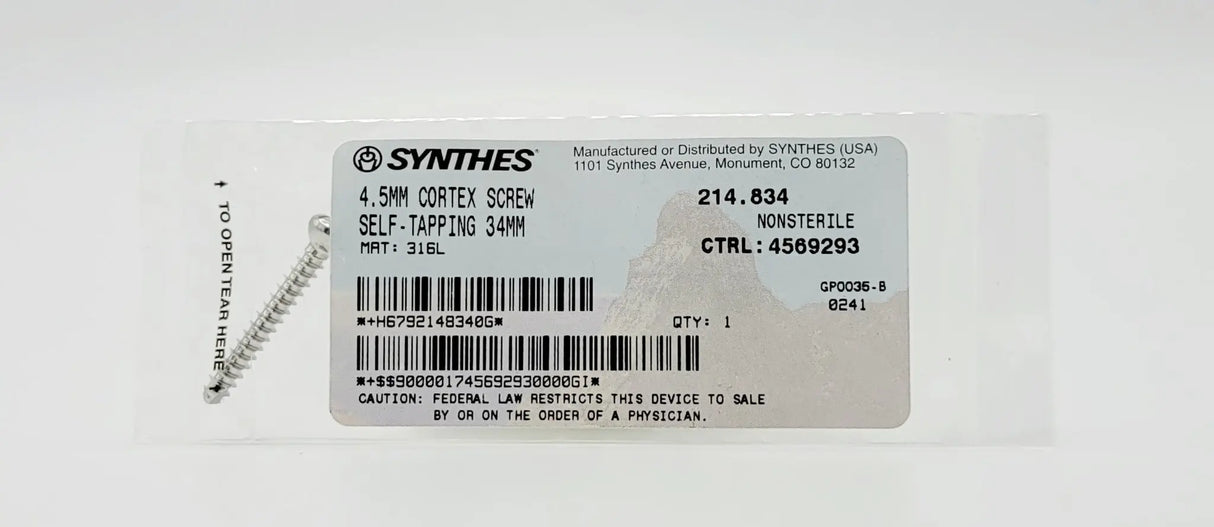 SYNTHES
Manufactured or Distributed by SYNTHES (USA)
1101 Synthes Avenue, Monument, CO 80132
4.5MM CORTEX SCREW
SELF-TAPPING 34MM
MAT: 316L
214.834
NONSTERILE
CTRL: 4569293
GP0035-B
0241
*+H6792148340G*
QTY: 1
*+$$900001745692930000GI*
CAUTION: FEDERAL LAW RESTRICTS THIS DEVICE TO SALE
BY OR ON THE ORDER OF A PHYSICIAN.
TO OPEN TEAR HERE